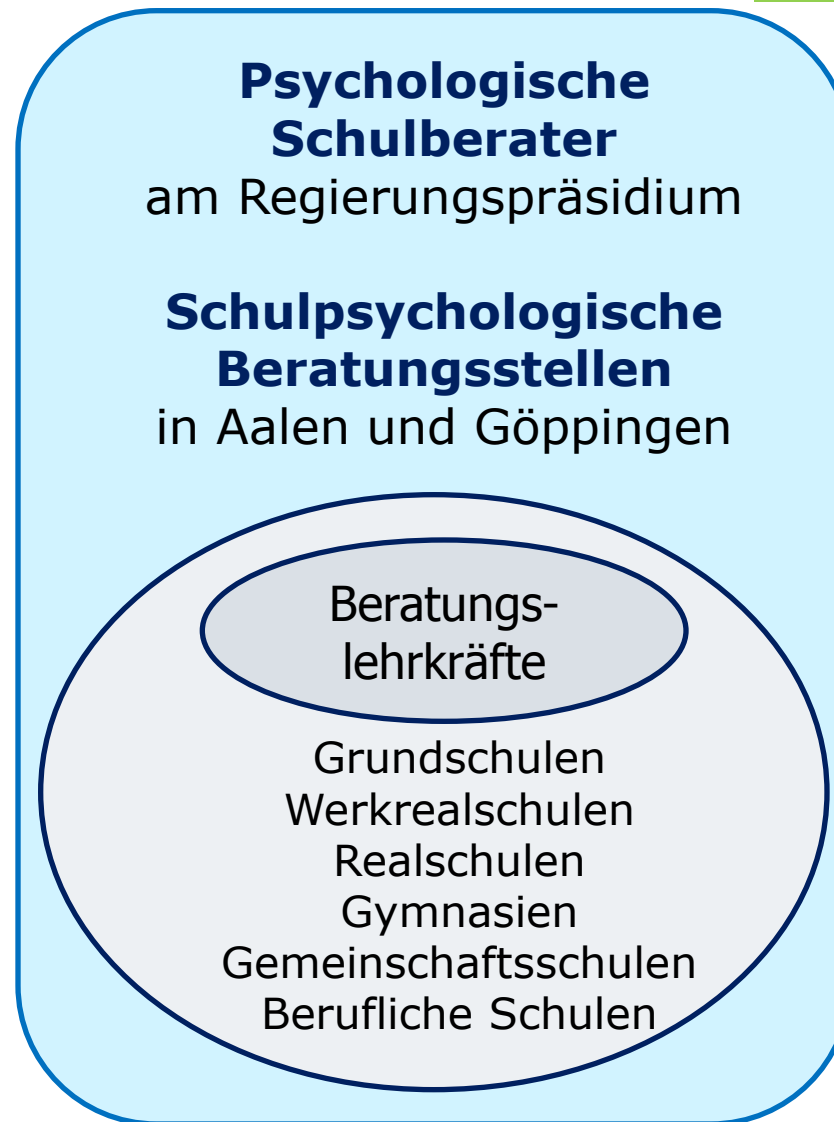 Psychologische
Schulberater
am Regierungspräsidium
Schulpsychologische
Beratungsstellen
in Aalen und Göppingen
Beratungs-
lehrkräfte
Grundschulen
Werkrealschulen
Realschulen
Gymnasien
Gemeinschaftsschulen
Berufliche Schulen